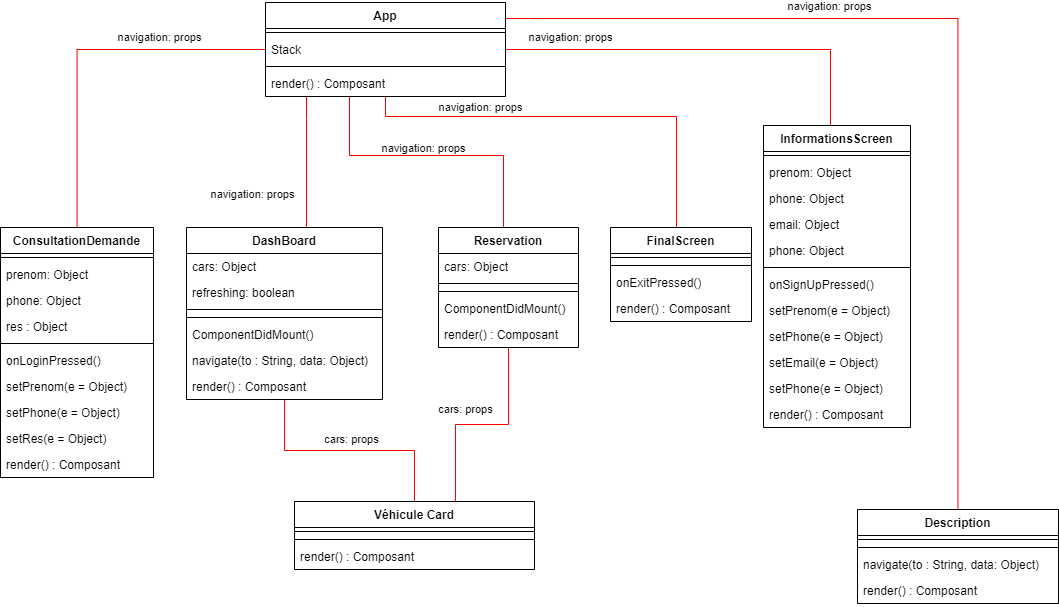 App
Stack
render() : Composant
navigation: props
navigation: props
navigation: props
navigation: props
navigation: props
navigation: props
ConsultationDemande
prenom: Object
phone: Object
res : Object
onLoginPressed()
setPrenom(e = Object)
setPhone(e = Object)
setRes(e = Object)
render() : Composant
DashBoard
cars: Object
refreshing: boolean
ComponentDidMount()
navigate(to : String, data: Object)
render() : Composant
Reservation
cars: Object
ComponentDidMount()
render() : Composant
FinalScreen
onExitPressed()
render() : Composant
InformationsScreen
prenom: Object
phone: Object
email: Object
phone: Object
onSignUpPressed()
setPrenom(e = Object)
setPhone(e = Object)
setEmail(e = Object)
setPhone(e = Object)
render() : Composant
cars: props
cars: props
Véhicule Card
render() : Composant
Description
navigate(to : String, data: Object)
render() : Composant